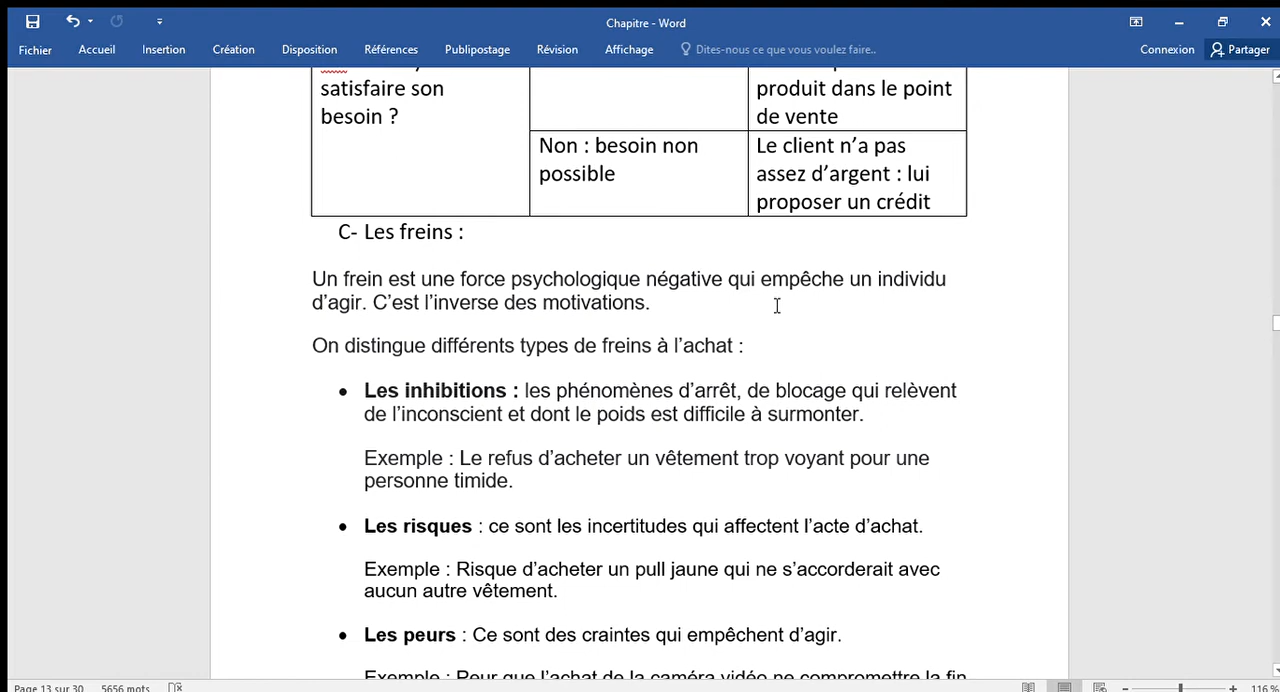 Chapitre - Word
Fichier Accueil Insertion Création Disposition Références Publipostage Révision Affichage Dites-nous ce que vous voulez faire.. Connexion Partager
satisfaire son
besoin ?
produit dans le point
de vente
Non : besoin non
possible
Le client n’a pas
assez d’argent : lui
proposer un crédit
C- Les freins :
Un frein est une force psychologique négative qui empêche un individu
d’agir. C’est l’inverse des motivations.
On distingue différents types de freins à l’achat :
• Les inhibitions : les phénomènes d’arrêt, de blocage qui relèvent
de l’inconscient et dont le poids est difficile à surmonter.
Exemple : Le refus d’acheter un vêtement trop voyant pour une
personne timide.
• Les risques : ce sont les incertitudes qui affectent l’acte d’achat.
Exemple : Risque d’acheter un pull jaune qui ne s’accorderait avec
aucun autre vêtement.
• Les peurs : Ce sont des craintes qui empêchent d’agir.
Exemple : Peur que l’achat de la caméra vidéo ne compromette la fin
Page 13 sur 30 5656 mots 116%